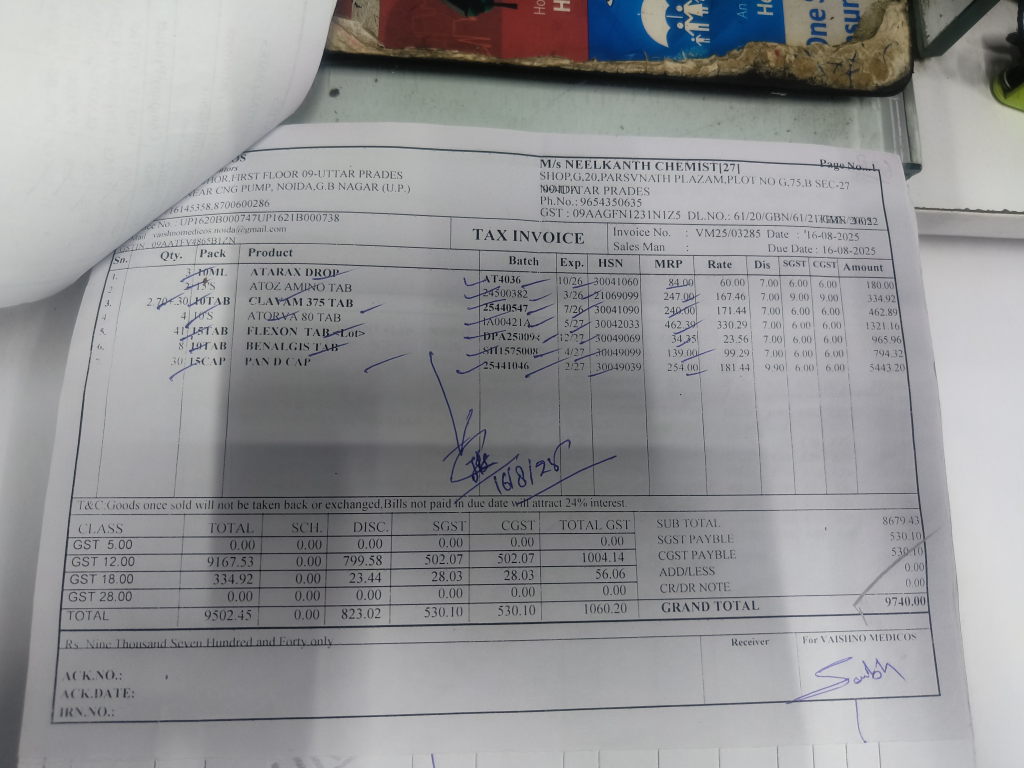 One
OS
FLOOR, FIRST FLOOR 09-UTTAR PRADES
NEAR CNG PUMP, NOIDA,G.B NAGAR (U.P.)
16145358,8700600286
No : UP1620B000747UP1621B000738
vaishnomedicos.noida@gmail.com
M/s NEELKANTH CHEMIST[27] Page No...1
SHOP,G,20,PARSVNATH PLAZAM,PLOT NO G,75,B SEC-27
Ph.No.: 9654350635
GST : 09AAGFN1231N1Z5 DL.NO.: 61/20/GBN/61/21
TAX INVOICE
Invoice No. : VM25/03285 Date : 16-08-2025
Sales Man : Due Date : 16-08-2025
Sn. Qty. Pack Product Batch Exp. HSN MRP Rate Dis SGST CGST Amount
1. 3 10ML ATARAX DROP AT4036 10/26 30041060 84.00 60.00 7.00 6.00 6.00 180.00
ATOZ AMINO TAB 24500382 3/26 21069099 247.00 167.46 7.00 9.00 9.00 334.92
3. 2.70+.30 10TAB CLAVAM 375 TAB 25440547 7/26 30041090 240.00 171.44 7.00 6.00 6.00 462.89
4. 4 10'S ATORVA 80 TAB IA00421A 5/27 30042033 462.39 330.29 7.00 6.00 6.00 1321.16
5. 41 15TAB FLEXON TAB <Lot> 30049069 34.35 23.56 7.00 6.00 6.00 965.96
6. 8 BENALGIS TAB SH1575008 4/27 30049099 139.00 99.29 7.00 6.00 6.00 794.32
7. 30 15CAP PAN D CAP 25441046 2/27 30049039 254.00 181.44 9.90 6.00 6.00 5443.20
16/8/25
T&C.Goods once sold will not be taken back or exchanged.Bills not paid in due date will attract 24% interest.
CLASS TOTAL SCH. DISC. SGST CGST TOTAL GST
GST 5.00 0.00 0.00 0.00 0.00 0.00 0.00
GST 12.00 9167.53 0.00 799.58 502.07 502.07 1004.14
GST 18.00 334.92 0.00 23.44 28.03 28.03 56.06
GST 28.00 0.00 0.00 0.00 0.00 0.00 0.00
TOTAL 9502.45 0.00 823.02 530.10 530.10 1060.20
SUB TOTAL 8679.43
SGST PAYBLE 530.10
CGST PAYBLE 530.10
ADD/LESS 0.00
CR/DR NOTE 0.00
GRAND TOTAL 9740.00
Rs. Nine Thousand Seven Hundred and Forty only
Receiver For VAISHNO MEDICOS
ACK.NO.:
ACK.DATE:
IRN.NO.: